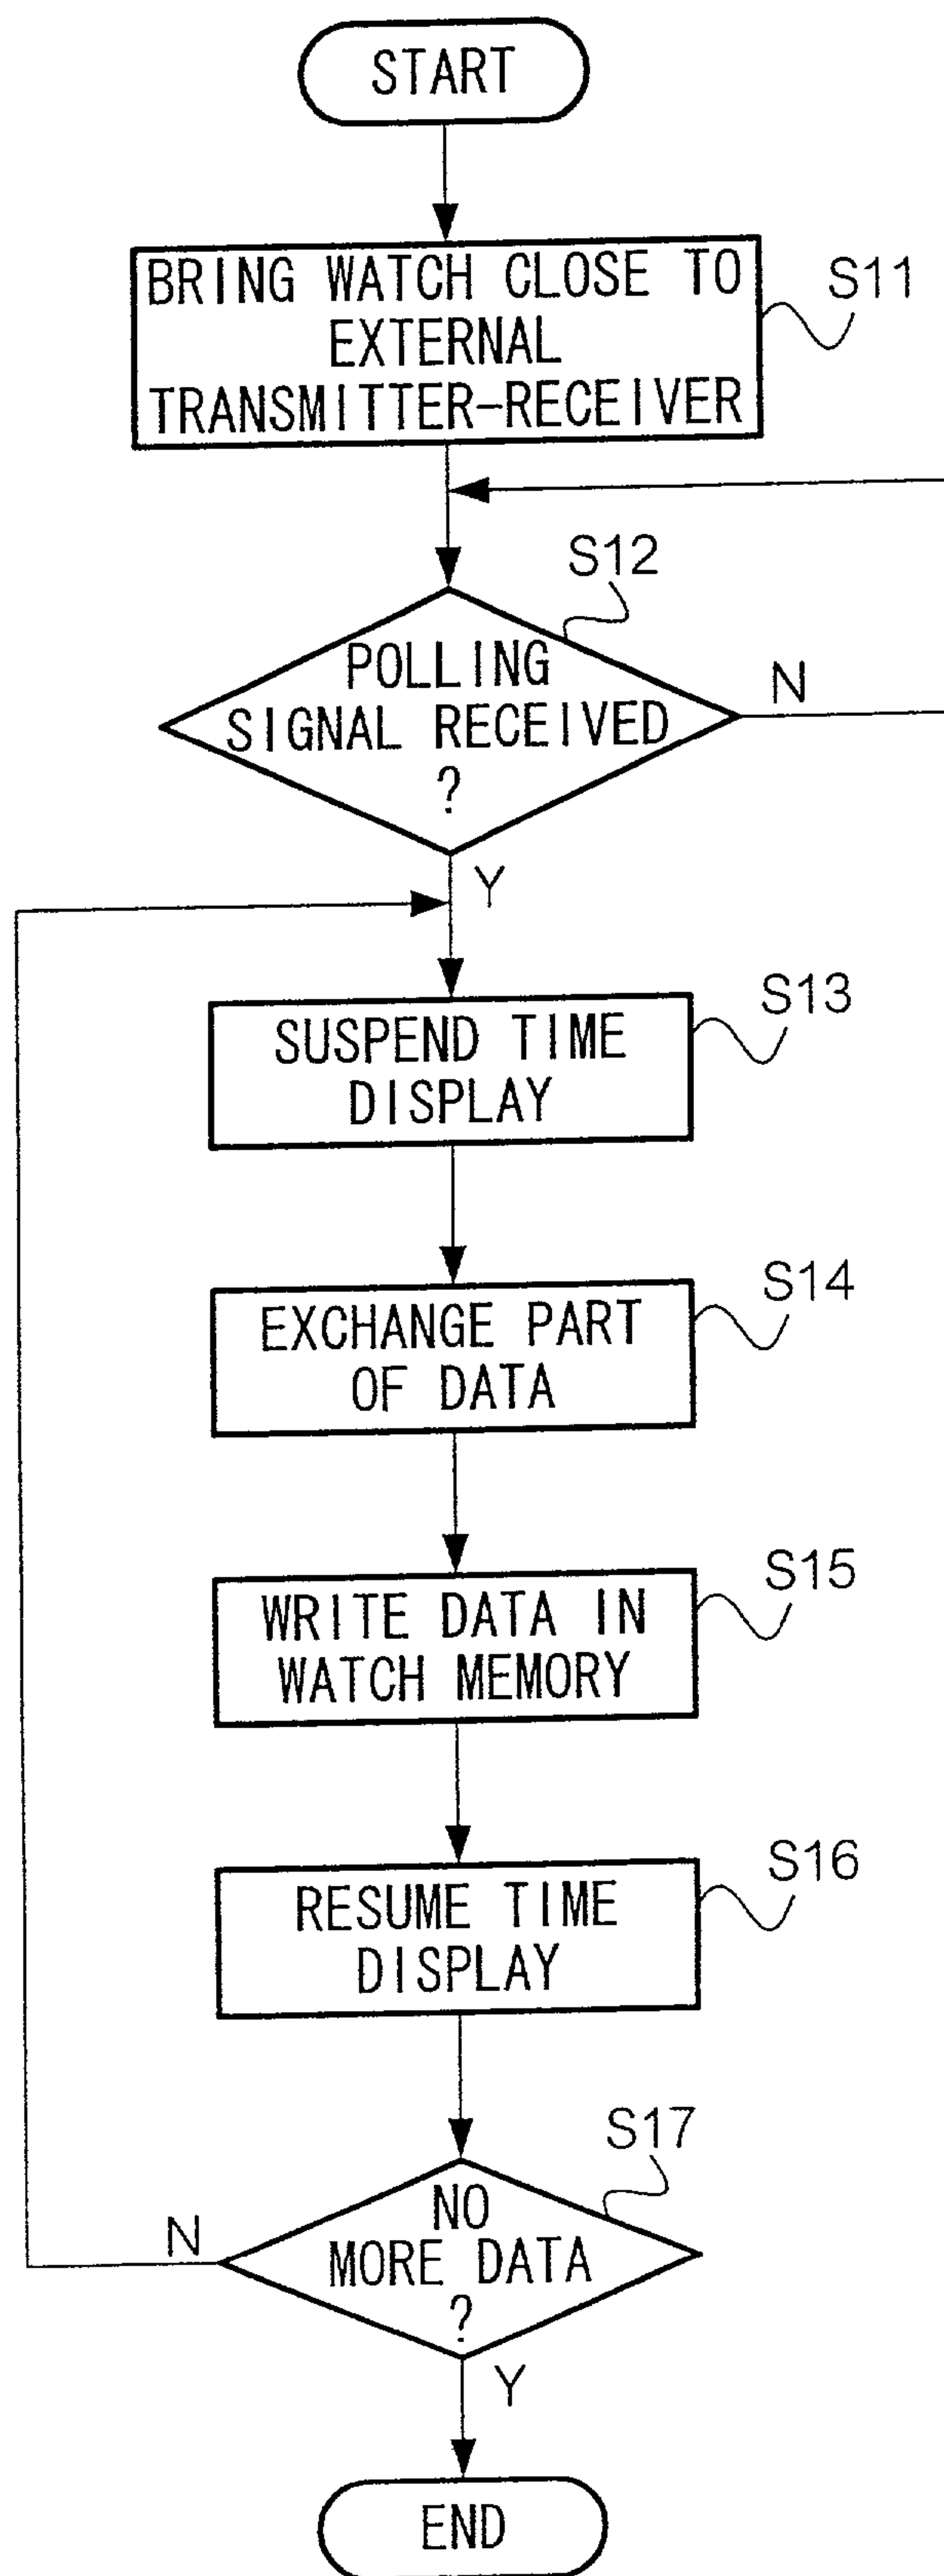 START
BRING WATCH CLOSE TO
EXTERNAL
TRANSMITTER-RECEIVER
S11
S12
POLLING
SIGNAL RECEIVED
?
N
Y
S13
SUSPEND TIME
DISPLAY
S14
EXCHANGE PART
OF DATA
S15
WRITE DATA IN
WATCH MEMORY
S16
RESUME TIME
DISPLAY
S17
NO
MORE DATA
?
N
Y
END